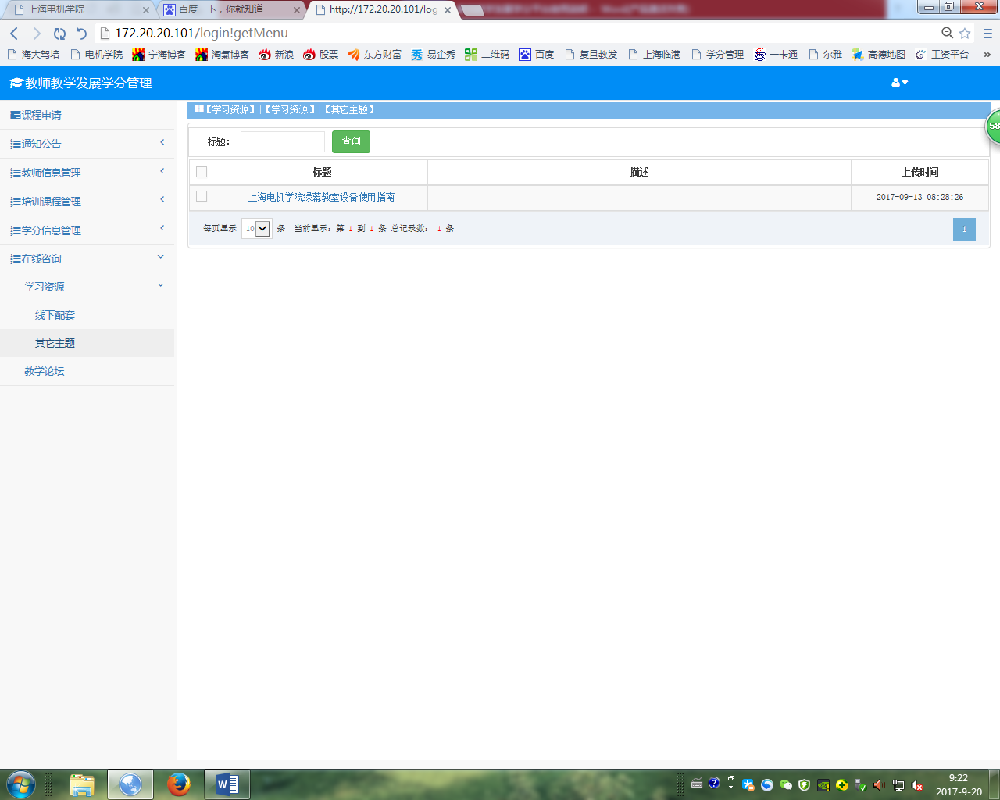 上海电机学院
百度一下，你就知道
http://172.20.20.101/log
172.20.20.101/login!getMenu
海大驾培 电机学院 宁海博客 淘氣博客 新浪 股票 东方财富 易企秀 二维码 百度 复旦教发 上海临港 学分管理 一卡通 尔雅 高德地图 工资平台 »
教师教学发展学分管理
课程申请
通知公告
教师信息管理
培训课程管理
学分信息管理
在线咨询
学习资源
线下配套
其它主题
教学论坛
【学习资源】 | 【学习资源】 | 【其它主题】
标题： 查询
标题 描述 上传时间
上海电机学院绿幕教室设备使用指南 2017-09-13 08:28:26
每页显示 10 条 当前显示：第 1 到 1 条 总记录数： 1 条 1
58
9:22
2017-9-20